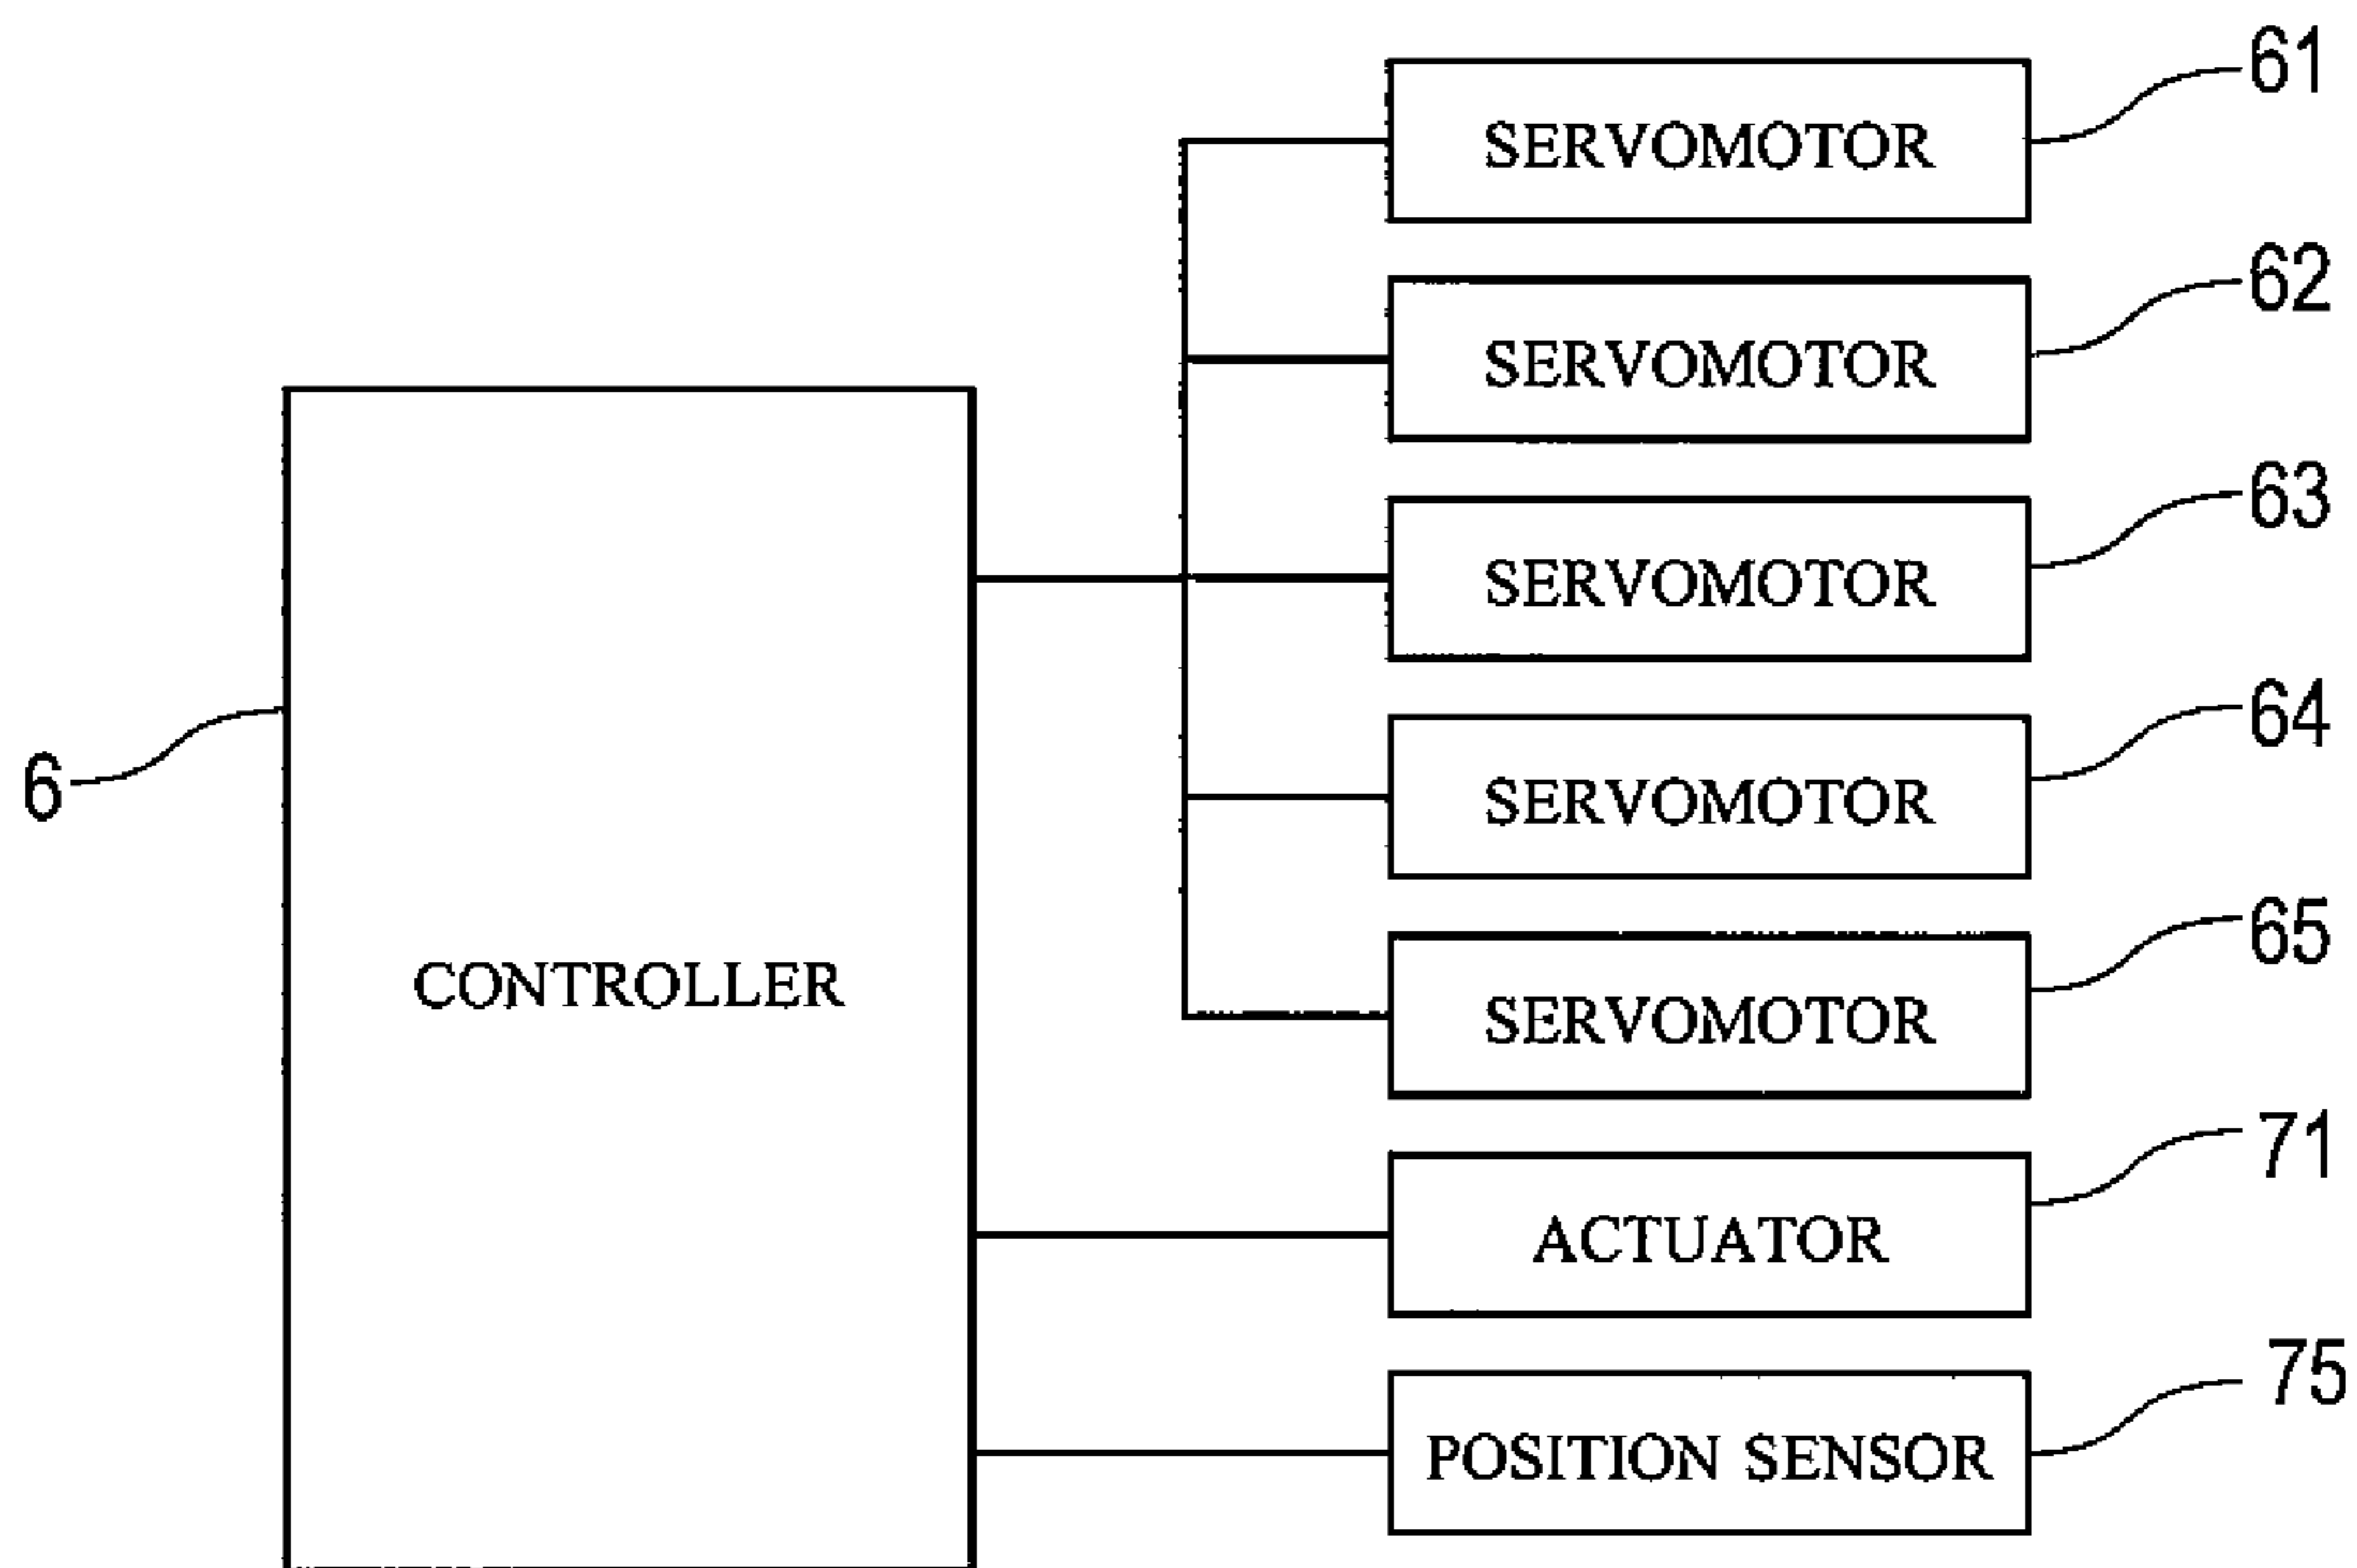 61
SERVOMOTOR
62
SERVOMOTOR
63
SERVOMOTOR
64
SERVOMOTOR
6
65
CONTROLLER
SERVOMOTOR
71
ACTUATOR
75
POSITION SENSOR